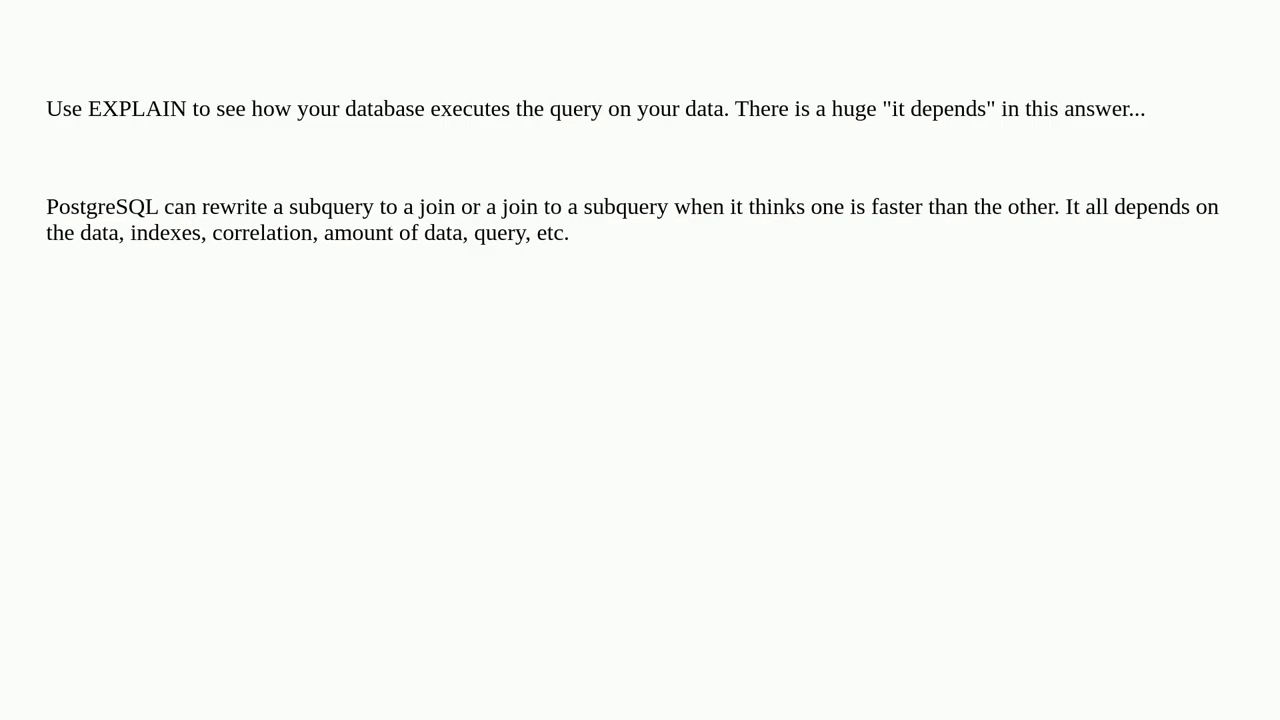 Use EXPLAIN to see how your database executes the query on your data. There is a huge "it depends" in this answer...
PostgreSQL can rewrite a subquery to a join or a join to a subquery when it thinks one is faster than the other. It all depends on
the data, indexes, correlation, amount of data, query, etc.